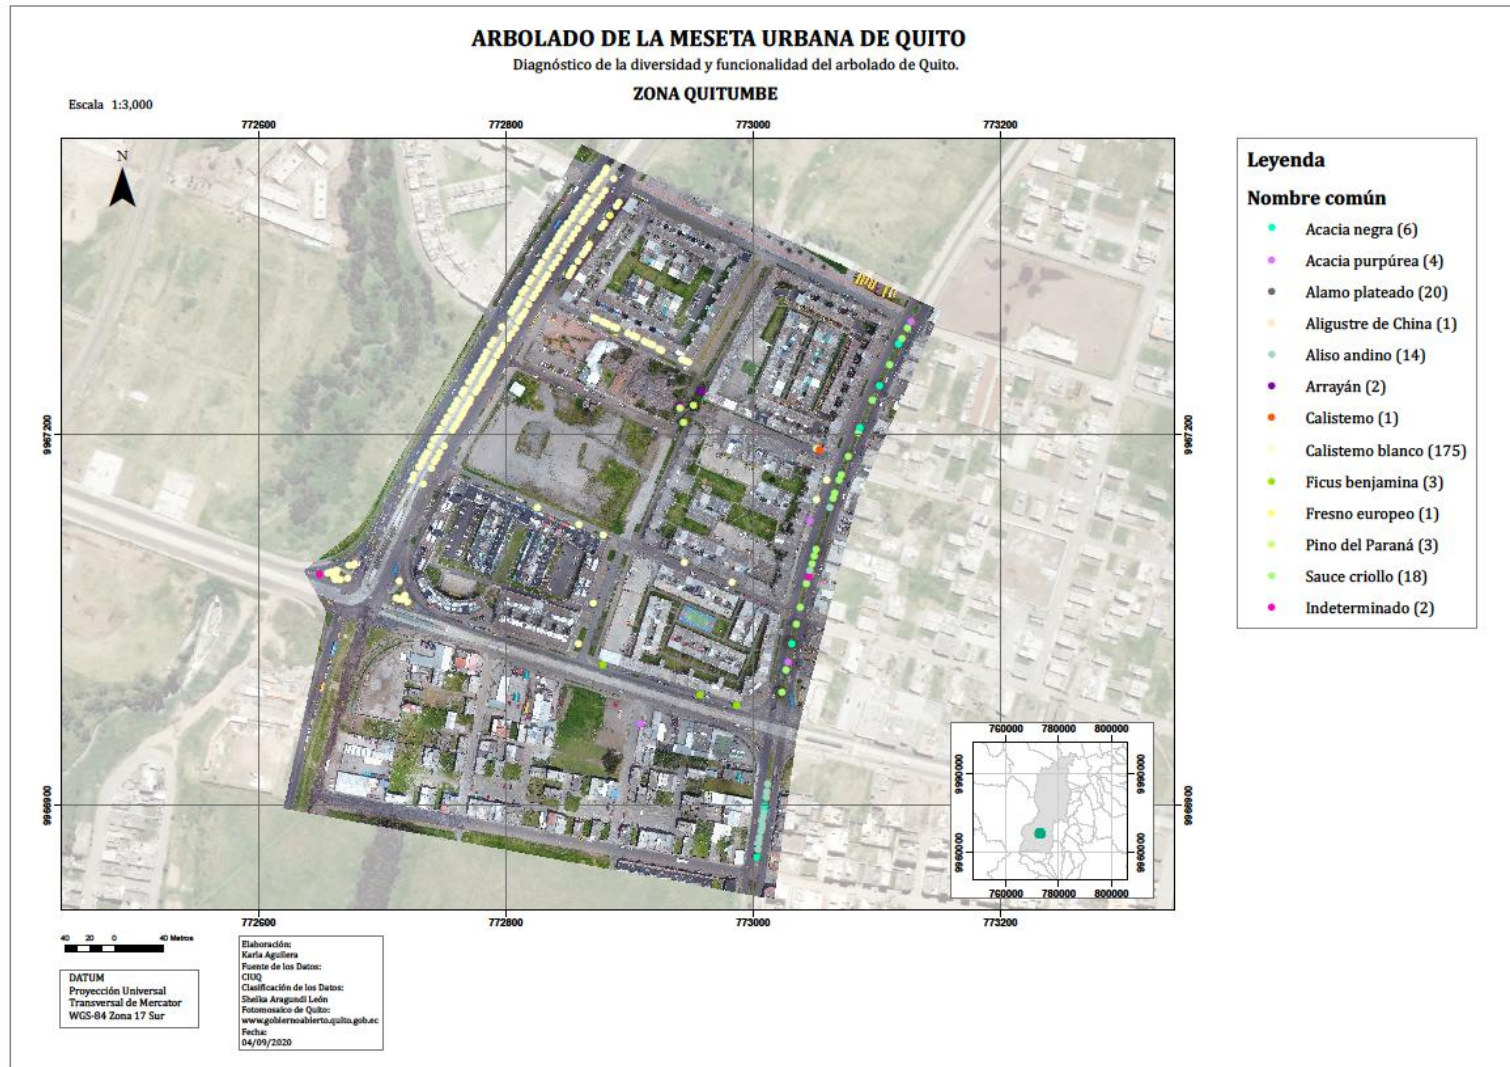 ARBOLADO DE LA MESETA URBANA DE QUITO
Diagnóstico de la diversidad y funcionalidad del arbolado de Quito.
ZONA QUITUMBE
Escala 1:3,000
772600 772800 773000 773200
N
9967200 9967200
9966900 9966900
772600 772800 773000 773200
Leyenda
Nombre común
Acacia negra (6)
Acacia purpúrea (4)
Alamo plateado (20)
Aligustre de China (1)
Aliso andino (14)
Arrayán (2)
Calistemo (1)
Calistemo blanco (175)
Ficus benjamina (3)
Fresno europeo (1)
Pino del Paraná (3)
Sauce criollo (18)
Indeterminado (2)
760000 780000 800000
760000 780000 800000
40 20 0 40 Metros
DATUM
Proyección Universal
Transversal de Mercator
WGS-84 Zona 17 Sur
Elaboración:
Karla Aguilera
Fuente de los Datos:
CIUQ
Clasificación de los Datos:
Sheika Aragundi León
Fotomosaico de Quito:
www.gobiernoabierto.quito.gob.ec
Fecha:
04/09/2020